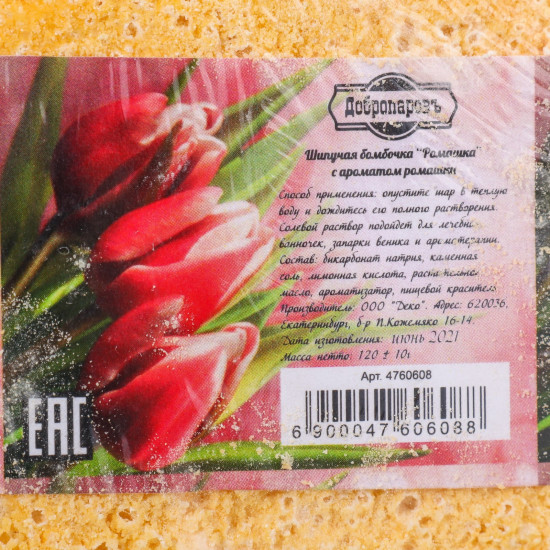 Добропаровъ
Шипучая бомбочка "Ромашка"
с ароматом ромашки
Способ применения: опустите шар в теплую
воду и дождитесь его полного растворения.
Солевой раствор подойдет для лечебн.
ванночек, запарки веника и ароматерапии.
Состав: бикарбонат натрия, каменная
соль, лимонная кислота, растительное
масло, ароматизатор, пищевой краситель
Производитель: ООО "Деко". Адрес: 620036,
Екатеринбург, б-р П.Кожемяко 16-14.
Дата изготовления: июнь 2021
Масса нетто: 120 ± 10г
Арт. 4760608
6 900047 606038
EAC